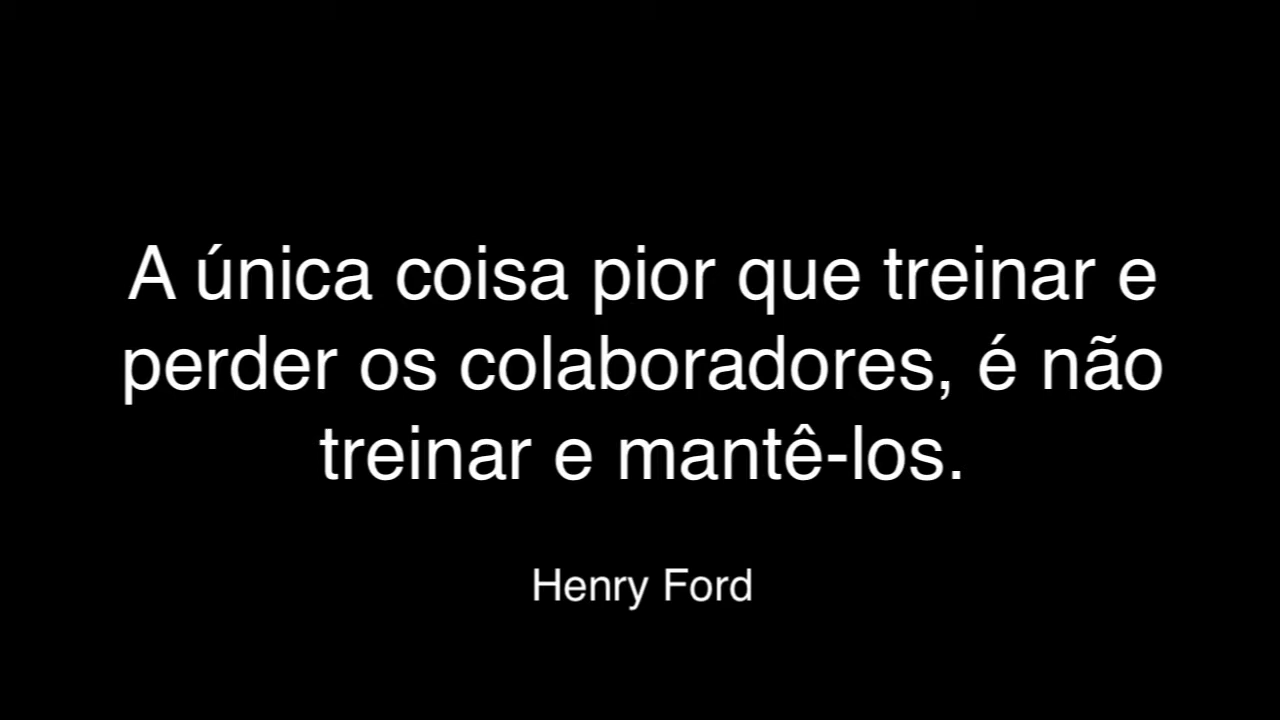 A única coisa pior que treinar e
perder os colaboradores, é não
treinar e mantê-los.
Henry Ford